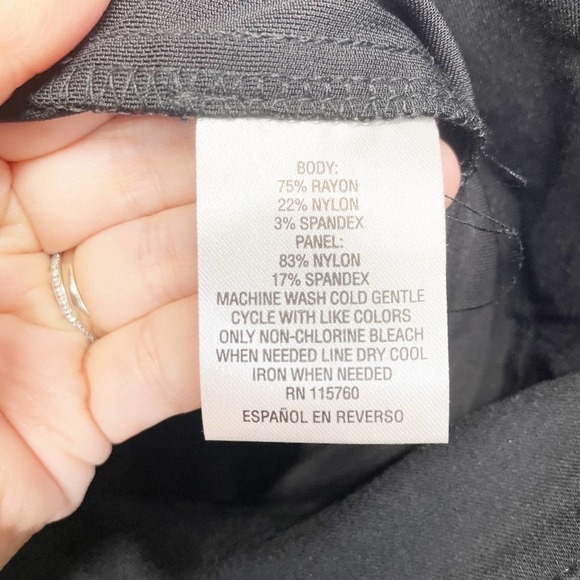 BODY:
75% RAYON
22% NYLON
3% SPANDEX
PANEL:
83% NYLON
17% SPANDEX
MACHINE WASH COLD GENTLE
CYCLE WITH LIKE COLORS
ONLY NON-CHLORINE BLEACH
WHEN NEEDED LINE DRY COOL
IRON WHEN NEEDED
RN 115760
ESPAÑOL EN REVERSO